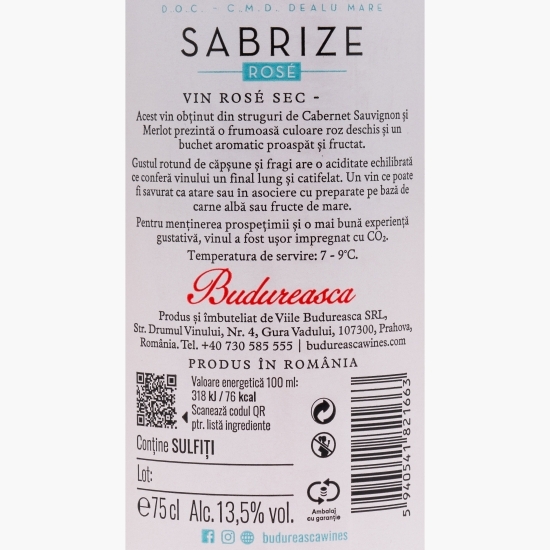 D.O.C. - C.M.D. DEALU MARE
SABRIZE
ROSÉ
VIN ROSÉ SEC -
Acest vin obținut din struguri de Cabernet Sauvignon și
Merlot prezintă o frumoasă culoare roz deschis și un
buchet aromatic proaspăt și fructat.
Gustul rotund de căpșune și fragi are o aciditate echilibrată
ce conferă vinului un final lung și catifelat. Un vin ce poate
fi savurat ca atare sau în asociere cu preparate pe bază de
carne albă sau fructe de mare.
Pentru menținerea prospețimii și o mai bună experiență
gustativă, vinul a fost ușor impregnat cu CO₂.
Temperatura de servire: 7 - 9°C.
Budureasca
Produs și îmbuteliat de Viile Budureasca SRL,
Str. Drumul Vinului, Nr. 4, Gura Vadului, 107300, Prahova,
România. Tel. +40 730 585 555 | budureascawines.com
PRODUS ÎN ROMÂNIA
Valoare energetică 100 ml:
318 kJ / 76 kcal
Scanează codul QR
ptr. listă ingrediente
Conține SULFIȚI
Lot:
℮75cl Alc.13,5% vol.
Ambalaj
cu garanție
5940541821663
budureascawines